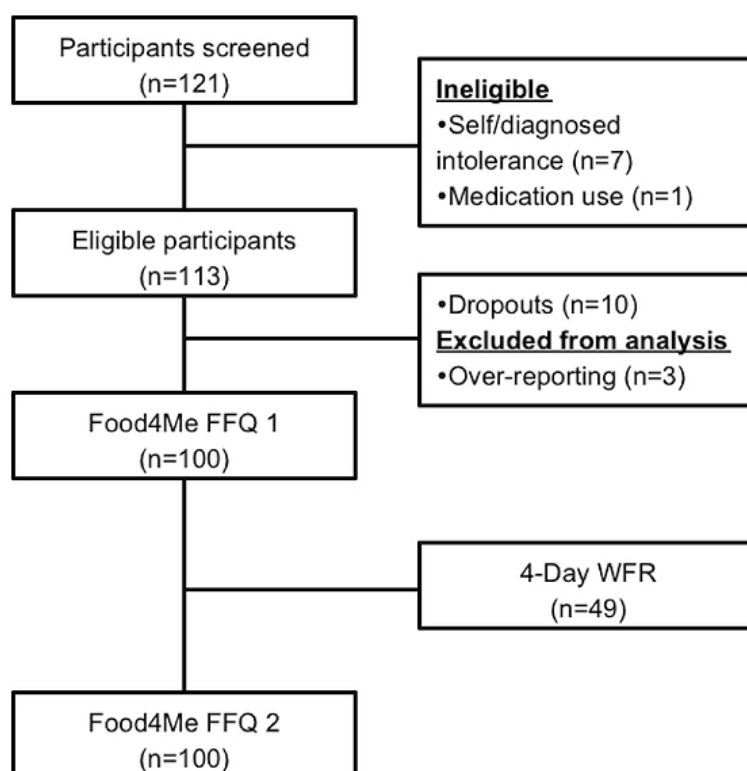 Participants screened
(n=121)
Ineligible
•Self/diagnosed
intolerance (n=7)
•Medication use (n=1)
Eligible participants
(n=113)
•Dropouts (n=10)
Excluded from analysis
•Over-reporting (n=3)
Food4Me FFQ 1
(n=100)
4-Day WFR
(n=49)
Food4Me FFQ 2
(n=100)